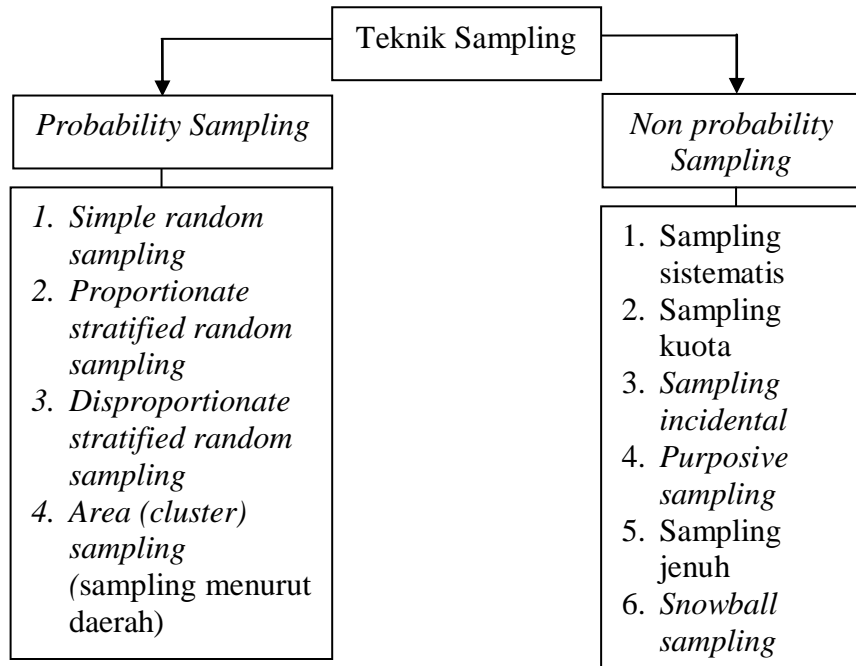 Teknik Sampling
Probability Sampling
1. Simple random
sampling
2. Proportionate
stratified random
sampling
3. Disproportionate
stratified random
sampling
4. Area (cluster)
sampling
(sampling menurut
daerah)
Non probability
Sampling
1. Sampling
sistematis
2. Sampling
kuota
3. Sampling
incidental
4. Purposive
sampling
5. Sampling
jenuh
6. Snowball
sampling